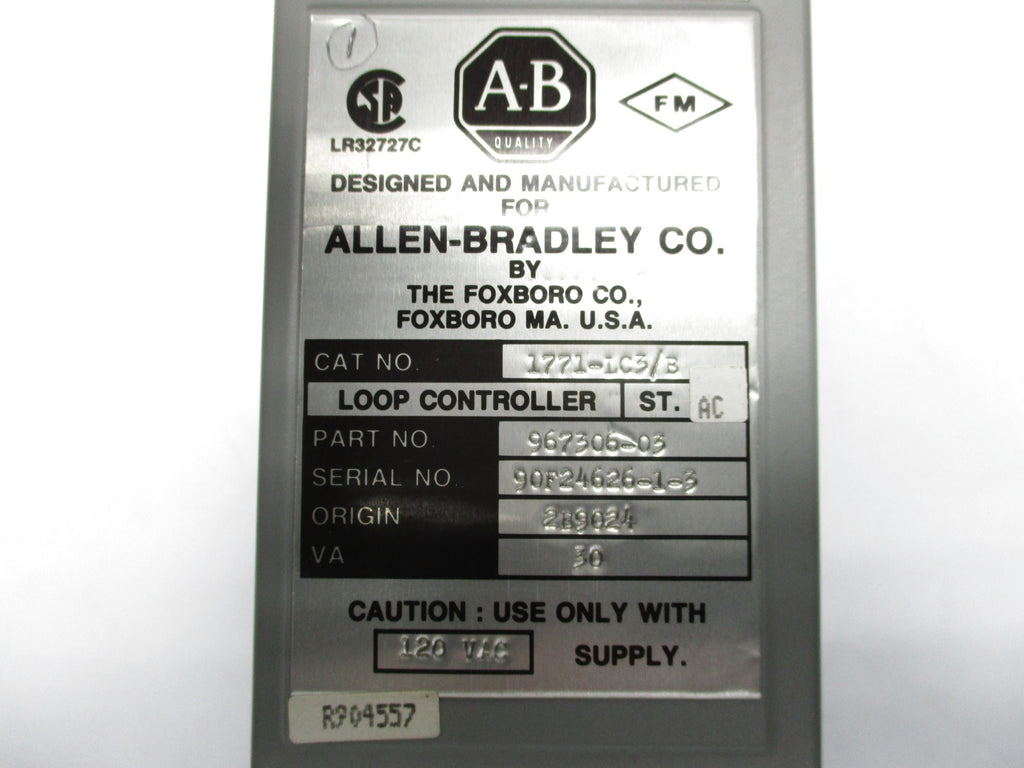 1
LR32727C
A-B
QUALITY
FM
DESIGNED AND MANUFACTURED
FOR
ALLEN-BRADLEY CO.
BY
THE FOXBORO CO.,
FOXBORO MA. U.S.A.
CAT NO. 1771-LC3/B
LOOP CONTROLLER ST. AC
PART NO. 967306-03
SERIAL NO. 90F24626-1-3
ORIGIN 2B9024
VA 30
CAUTION : USE ONLY WITH
120 VAC SUPPLY.
R904557